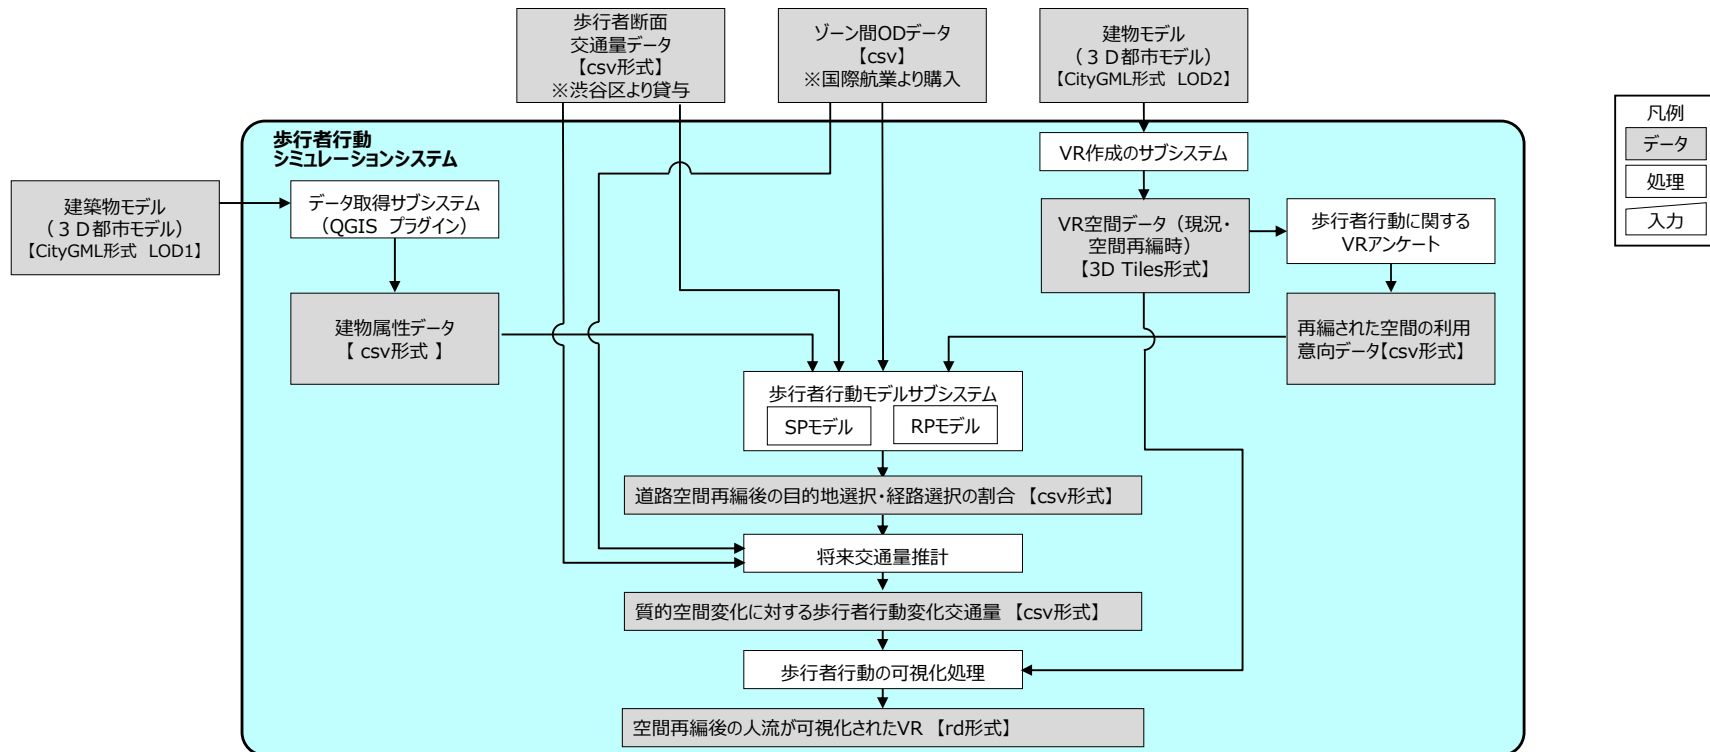 歩行者断面
交通量データ
【csv形式】
※渋谷区より貸与
ゾーン間ODデータ
【csv】
※国際航業より購入
建物モデル
（３Ｄ都市モデル）
【CityGML形式 LOD2】
凡例
データ
処理
入力
歩行者行動
シミュレーションシステム
VR作成のサブシステム
建築物モデル
（３Ｄ都市モデル）
【CityGML形式 LOD1】
データ取得サブシステム
（QGIS プラグイン）
VR空間データ（現況・
空間再編時）
【3D Tiles形式】
歩行者行動に関する
VRアンケート
建物属性データ
【 csv形式 】
再編された空間の利用
意向データ【csv形式】
歩行者行動モデルサブシステム
SPモデル
RPモデル
道路空間再編後の目的地選択・経路選択の割合 【csv形式】
将来交通量推計
質的空間変化に対する歩行者行動変化交通量 【csv形式】
歩行者行動の可視化処理
空間再編後の人流が可視化されたVR 【rd形式】